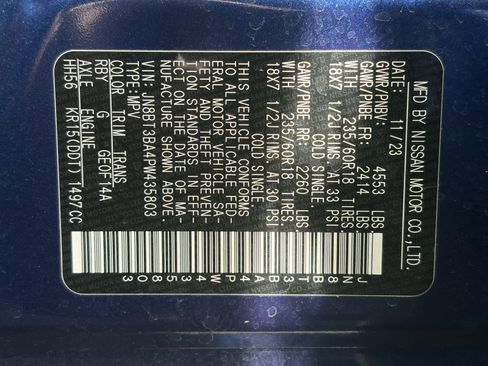 MFD BY NISSAN MOTOR CO.,LTD.
DATE: 11/23
GVWR/PNBV: 4553 LBS
GAWR/PNBE FR: 2414 LBS
WITH 235/60R18 TIRES
18X7 1/2J RIMS, AT 33 PSI
COLD SINGLE.
GAWR/PNBE RR: 2260 LBS
WITH 235/60R18 TIRES
18X7 1/2J RIMS, AT 30 PSI
COLD SINGLE.
THIS VEHICLE CONFORMS
TO ALL APPLICABLE FED-
ERAL MOTOR VEHICLE SA-
FETY AND THEFT PREVEN-
TION STANDARDS IN EFF-
ECT ON THE DATE OF MA-
NUFACTURE SHOWN ABOVE.
VIN:JN8BT3BA4PW435803
TYPE:MPV
COLOR TRIM TRANS
RBY G GE0F14A
AXLE ENGINE
HH56 KR15(DDT) 1497CC
JN8BT3BA4PW435803